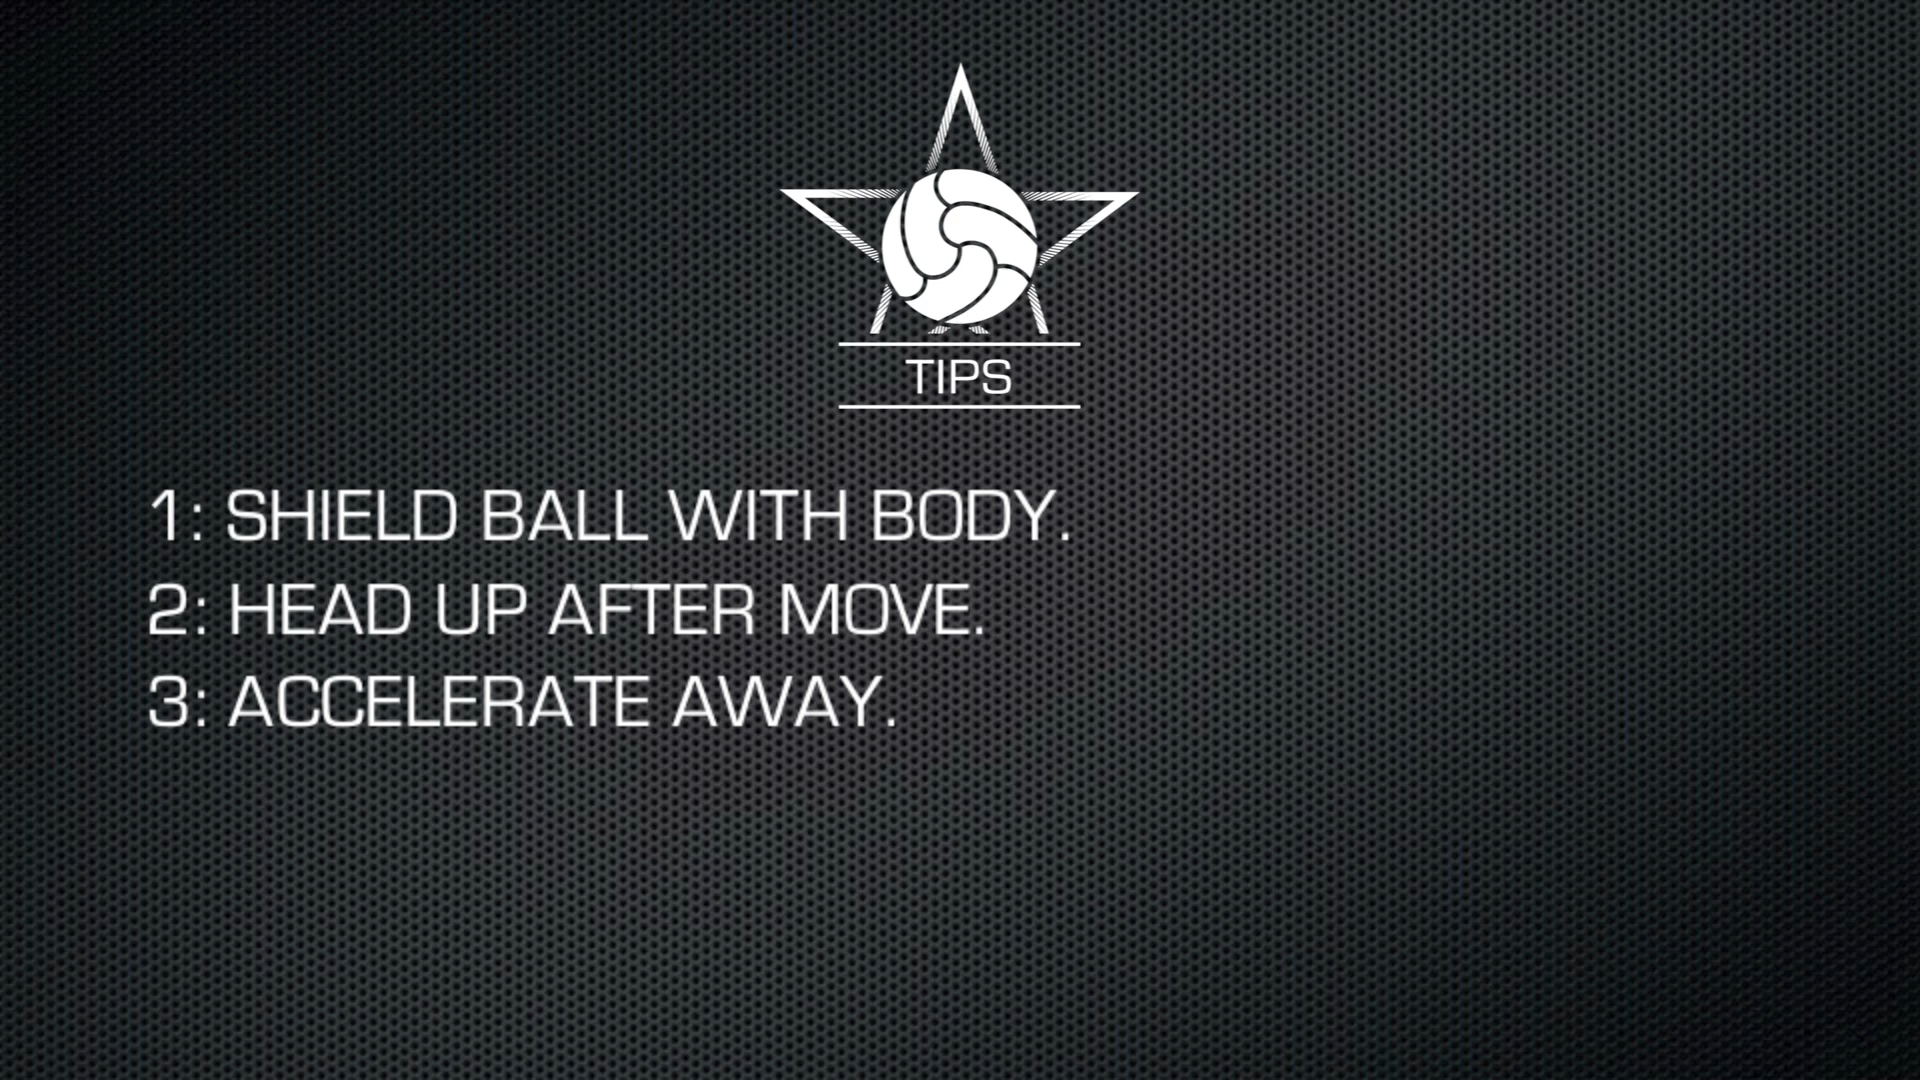 TIPS
1: SHIELD BALL WITH BODY.
2: HEAD UP AFTER MOVE.
3: ACCELERATE AWAY.